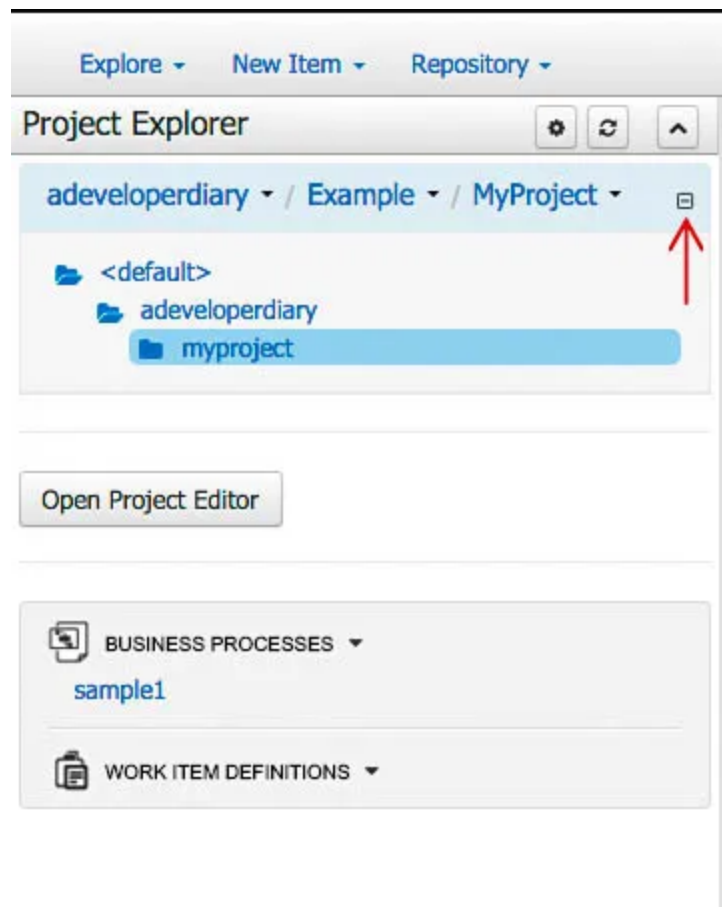 Explore New Item Repository
Project Explorer
adeveloperdiary / Example / MyProject
<default>
adeveloperdiary
myproject
Open Project Editor
BUSINESS PROCESSES
sample1
WORK ITEM DEFINITIONS